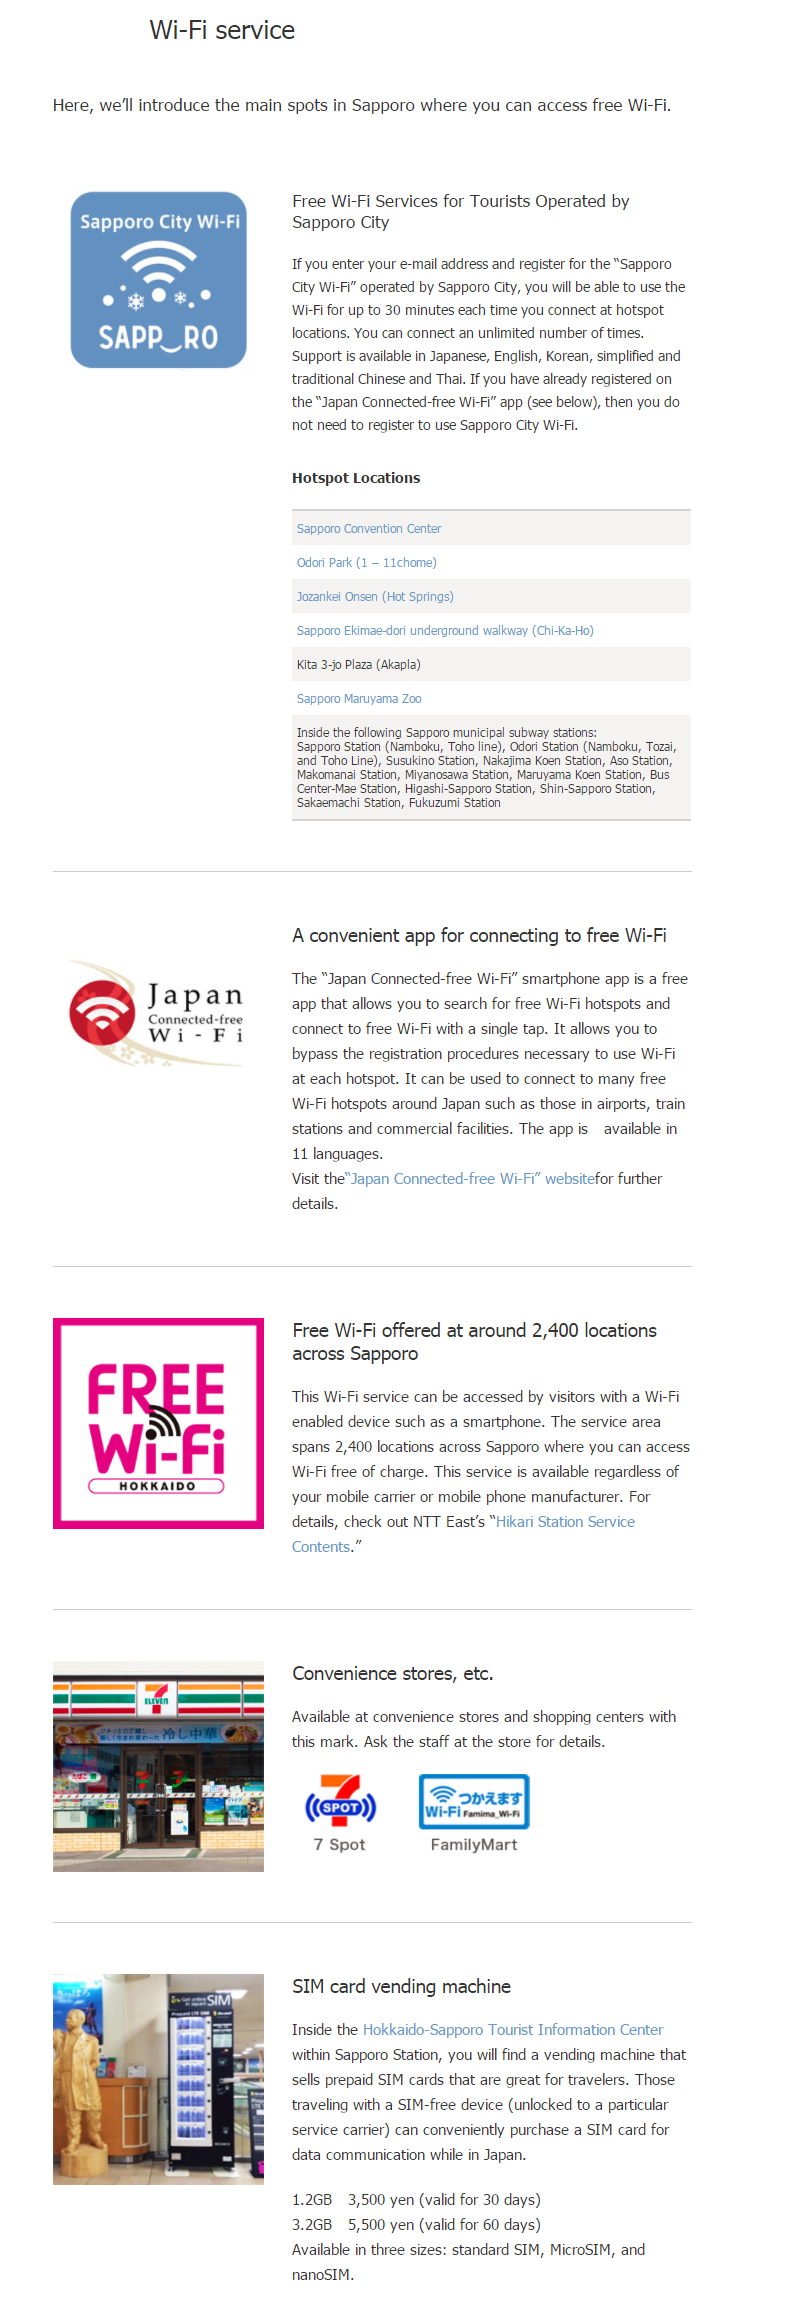 Wi-Fi service
Here, we’ll introduce the main spots in Sapporo where you can access free Wi-Fi.
Sapporo City Wi-Fi
SAPP‿RO
Free Wi-Fi Services for Tourists Operated by
Sapporo City
If you enter your e-mail address and register for the “Sapporo
City Wi-Fi” operated by Sapporo City, you will be able to use the
Wi-Fi for up to 30 minutes each time you connect at hotspot
locations. You can connect an unlimited number of times.
Support is available in Japanese, English, Korean, simplified and
traditional Chinese and Thai. If you have already registered on
the “Japan Connected-free Wi-Fi” app (see below), then you do
not need to register to use Sapporo City Wi-Fi.
Hotspot Locations
Sapporo Convention Center
Odori Park (1 – 11chome)
Jozankei Onsen (Hot Springs)
Sapporo Ekimae-dori underground walkway (Chi-Ka-Ho)
Kita 3-jo Plaza (Akapla)
Sapporo Maruyama Zoo
Inside the following Sapporo municipal subway stations:
Sapporo Station (Namboku, Toho line), Odori Station (Namboku, Tozai,
and Toho Line), Susukino Station, Nakajima Koen Station, Aso Station,
Makomanai Station, Miyanosawa Station, Maruyama Koen Station, Bus
Center-Mae Station, Higashi-Sapporo Station, Shin-Sapporo Station,
Sakaemachi Station, Fukuzumi Station
Japan
Connected-free
Wi-Fi
A convenient app for connecting to free Wi-Fi
The “Japan Connected-free Wi-Fi” smartphone app is a free
app that allows you to search for free Wi-Fi hotspots and
connect to free Wi-Fi with a single tap. It allows you to
bypass the registration procedures necessary to use Wi-Fi
at each hotspot. It can be used to connect to many free
Wi-Fi hotspots around Japan such as those in airports, train
stations and commercial facilities. The app is　available in
11 languages.
Visit the“Japan Connected-free Wi-Fi” websitefor further
details.
FREE
Wi-Fi
HOKKAIDO
Free Wi-Fi offered at around 2,400 locations
across Sapporo
This Wi-Fi service can be accessed by visitors with a Wi-Fi
enabled device such as a smartphone. The service area
spans 2,400 locations across Sapporo where you can access
Wi-Fi free of charge. This service is available regardless of
your mobile carrier or mobile phone manufacturer. For
details, check out NTT East’s “Hikari Station Service
Contents.”
7 ELEVEN
冷し中華
たばこ
Convenience stores, etc.
Available at convenience stores and shopping centers with
this mark. Ask the staff at the store for details.
7 SPOT
7 Spot
つかえます
Wi-Fi Famima_Wi-Fi
FamilyMart
Get online
SIM
Prepaid LTE SIM
SIM card vending machine
Inside the Hokkaido-Sapporo Tourist Information Center
within Sapporo Station, you will find a vending machine that
sells prepaid SIM cards that are great for travelers. Those
traveling with a SIM-free device (unlocked to a particular
service carrier) can conveniently purchase a SIM card for
data communication while in Japan.
1.2GB　3,500 yen (valid for 30 days)
3.2GB　5,500 yen (valid for 60 days)
Available in three sizes: standard SIM, MicroSIM, and
nanoSIM.